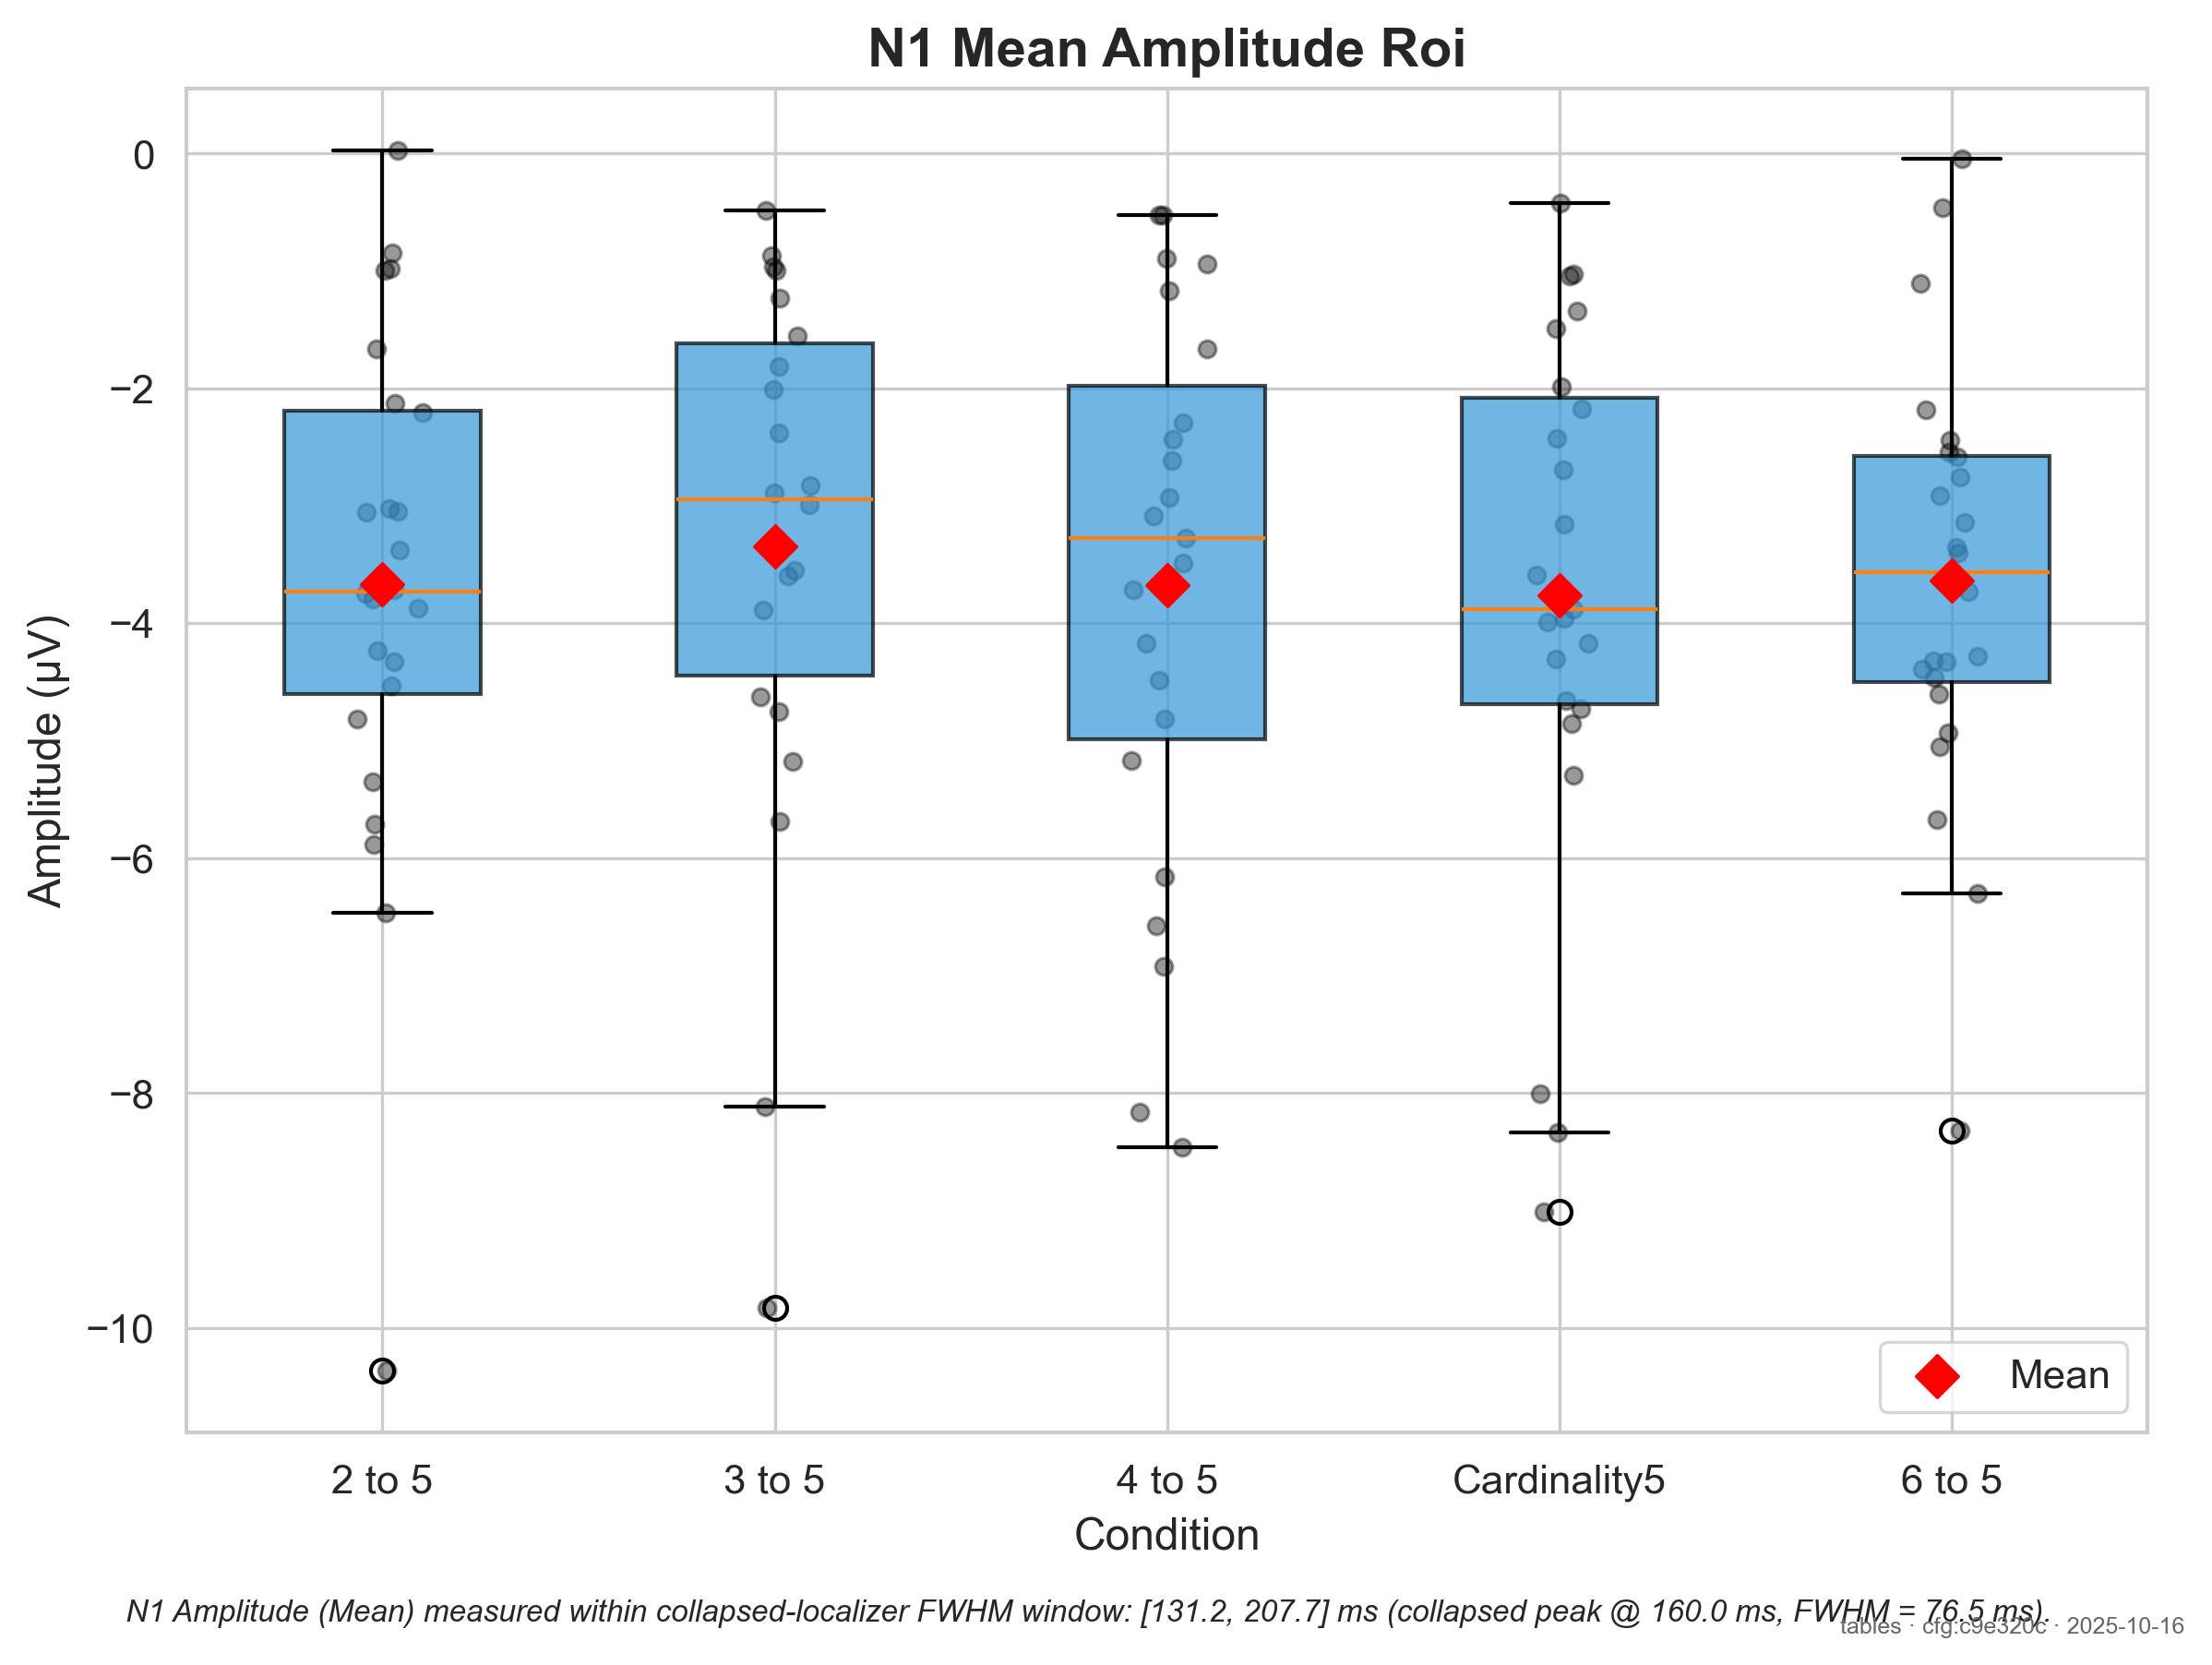 N1 Mean Amplitude Roi
Amplitude (µV)
0
−2
−4
−6
−8
−10
Mean
2 to 5
3 to 5
4 to 5
Cardinality5
6 to 5
Condition
N1 Amplitude (Mean) measured within collapsed-localizer FWHM window: [131.2, 207.7] ms (collapsed peak @ 160.0 ms, FWHM = 76.5 ms).
tables · cfg:c9e320c · 2025-10-16